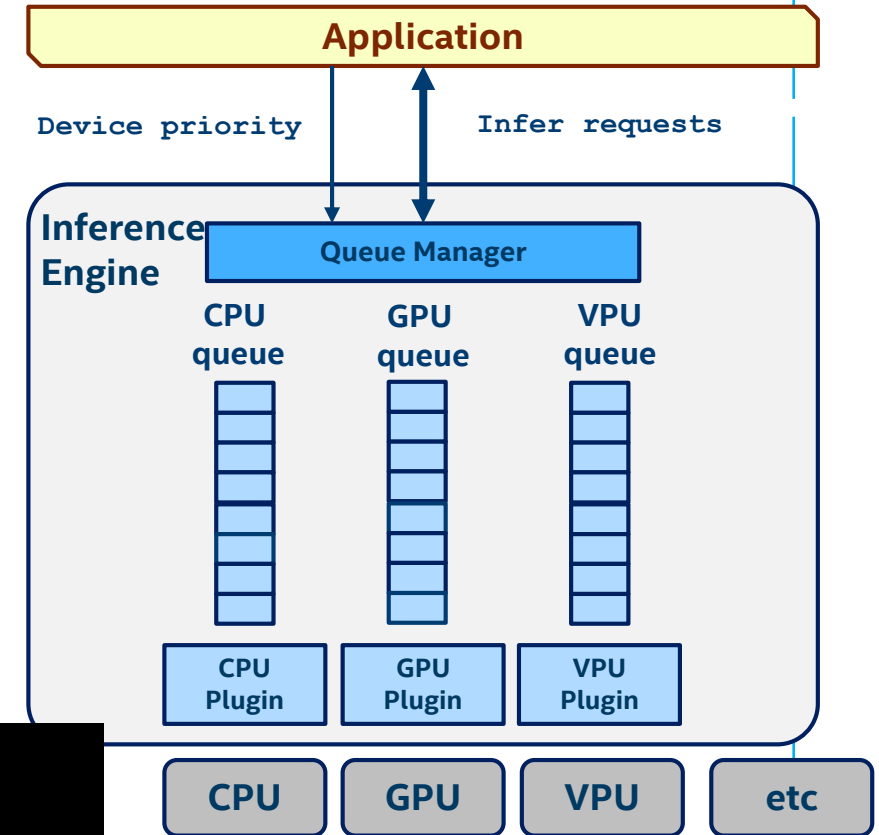 Application
Device priority
Infer requests
Inference
Engine
Queue Manager
CPU
queue
GPU
queue
VPU
queue
CPU
Plugin
GPU
Plugin
VPU
Plugin
CPU
GPU
VPU
etc